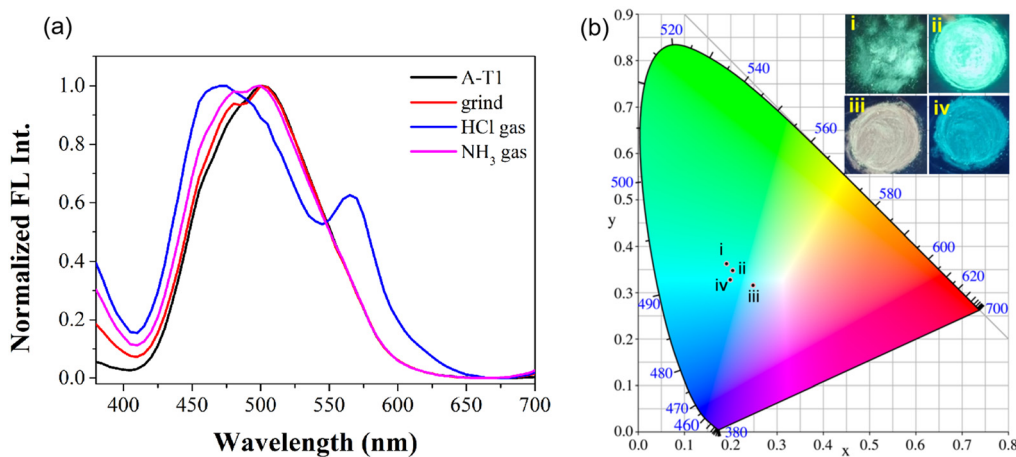 (a)
Normalized FL Int.
1.0
0.8
0.6
0.4
0.2
0.0
A-T1
grind
HCl gas
NH3 gas
400 450 500 550 600 650 700
Wavelength (nm)
(b)
0.9
0.8
0.7
0.6
0.5
y
0.4
0.3
0.2
0.1
0.0
520
540
560
580
600
620
700
500
490
480
470
460
380
i
ii
iv
iii
i ii
iii iv
0.0 0.1 0.2 0.3 0.4 0.5 0.6 0.7 0.8
x